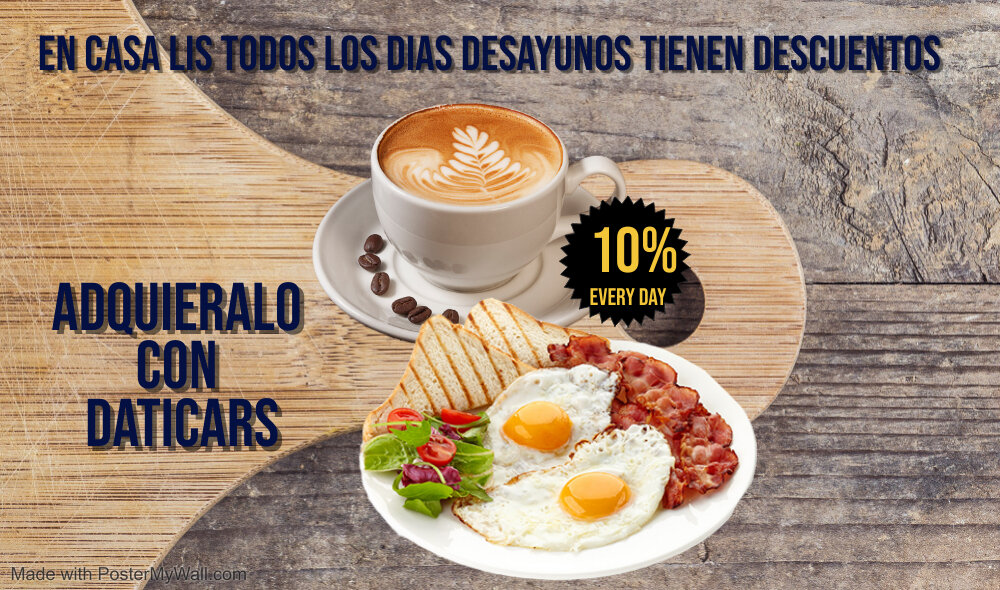 EN CASA LIS TODOS LOS DIAS DESAYUNOS TIENEN DESCUENTOS
10%
EVERY DAY
ADQUIERALO
CON
DATICARS
Made with PosterMyWall.com